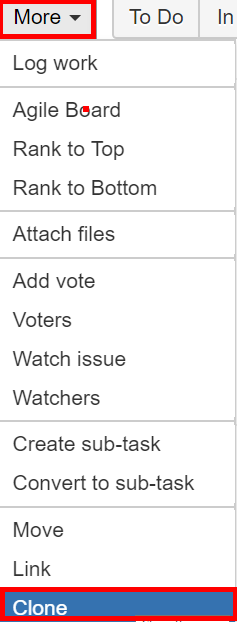 More To Do In
Log work
Agile Board
Rank to Top
Rank to Bottom
Attach files
Add vote
Voters
Watch issue
Watchers
Create sub-task
Convert to sub-task
Move
Link
Clone